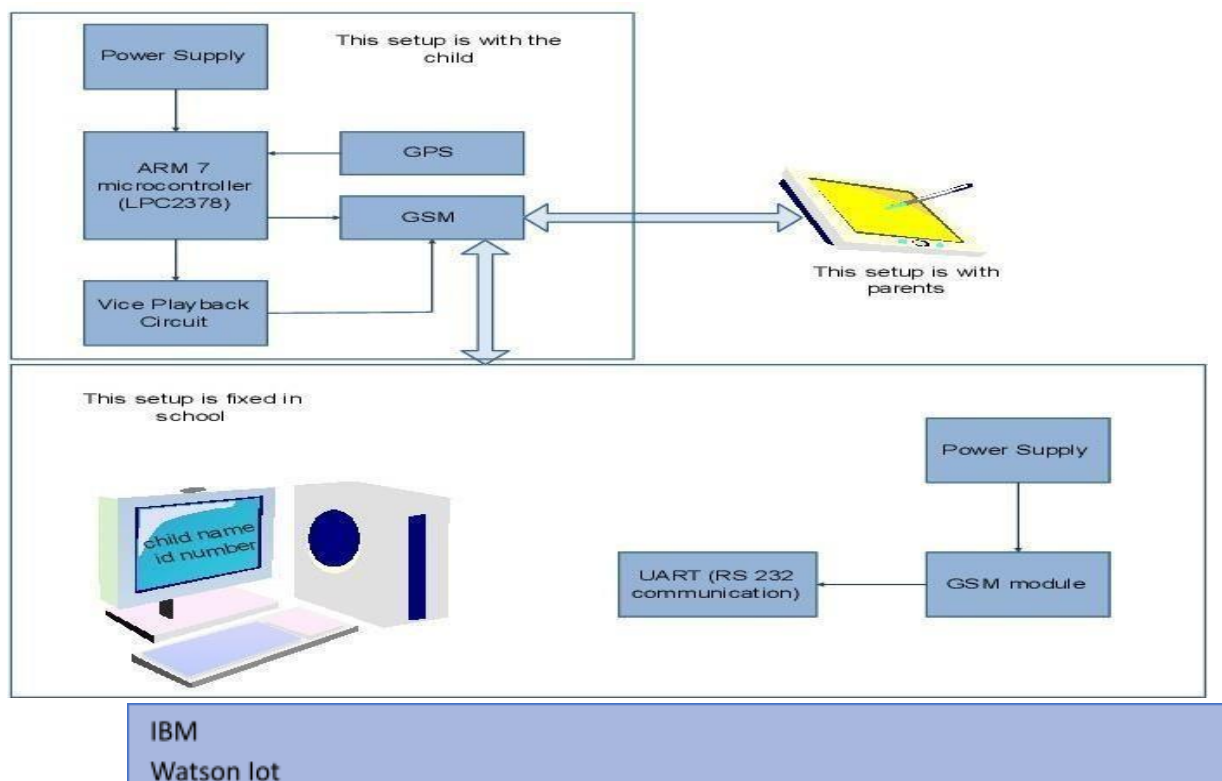 Power Supply
This setup is with the
child
ARM 7
microcontroller
(LPC2378)
GPS
GSM
Vice Playback
Circuit
This setup is with
parents
This setup is fixed in
school
child name
id number
Power Supply
UART (RS 232
communication)
GSM module
IBM
Watson Iot